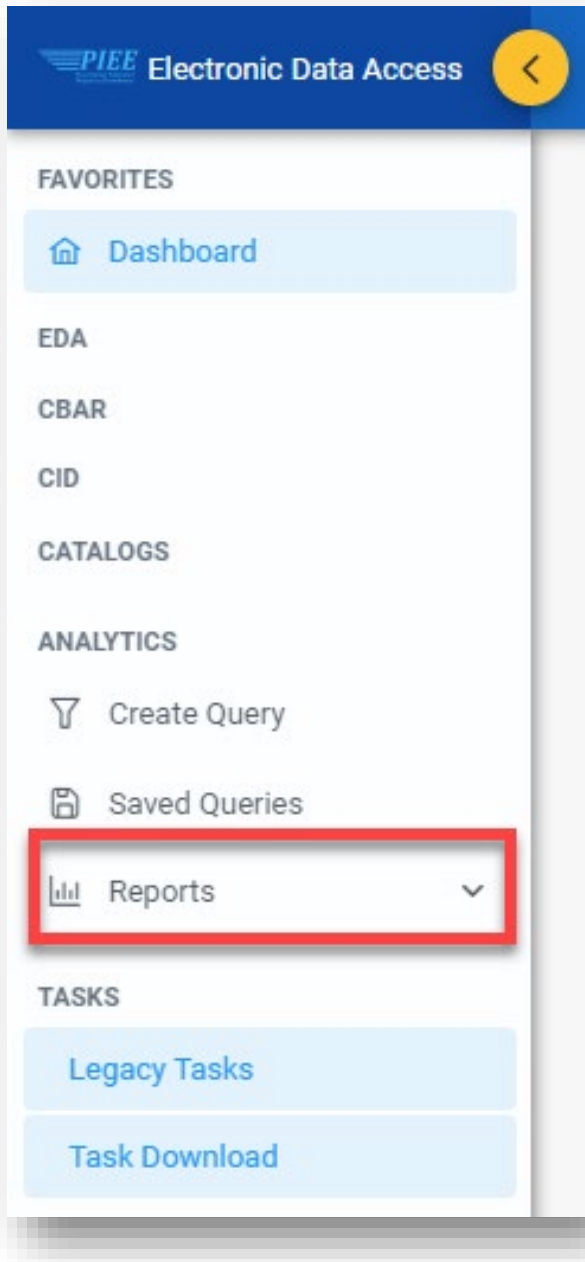 PIEE Electronic Data Access
FAVORITES
Dashboard
EDA
CBAR
CID
CATALOGS
ANALYTICS
Create Query
Saved Queries
Reports
TASKS
Legacy Tasks
Task Download